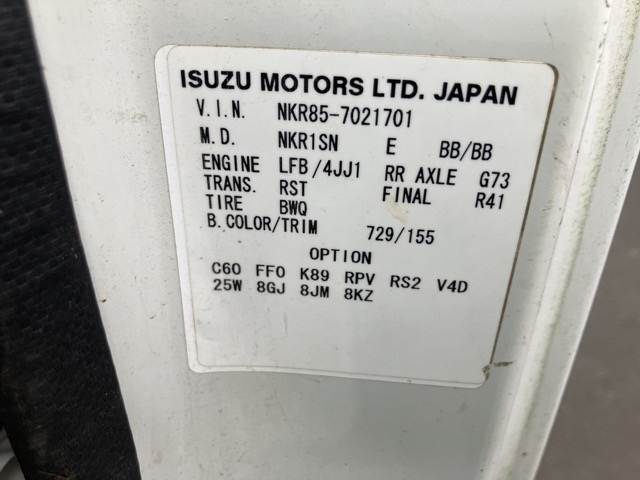 ISUZU MOTORS LTD. JAPAN
V.I.N. NKR85-7021701
M.D. NKR1SN E BB/BB
ENGINE LFB/4JJ1 RR AXLE G73
TRANS. RST FINAL R41
TIRE BWQ
B.COLOR/TRIM 729/155
OPTION
C60 FF0 K89 RPV RS2 V4D
25W 8GJ 8JM 8KZ